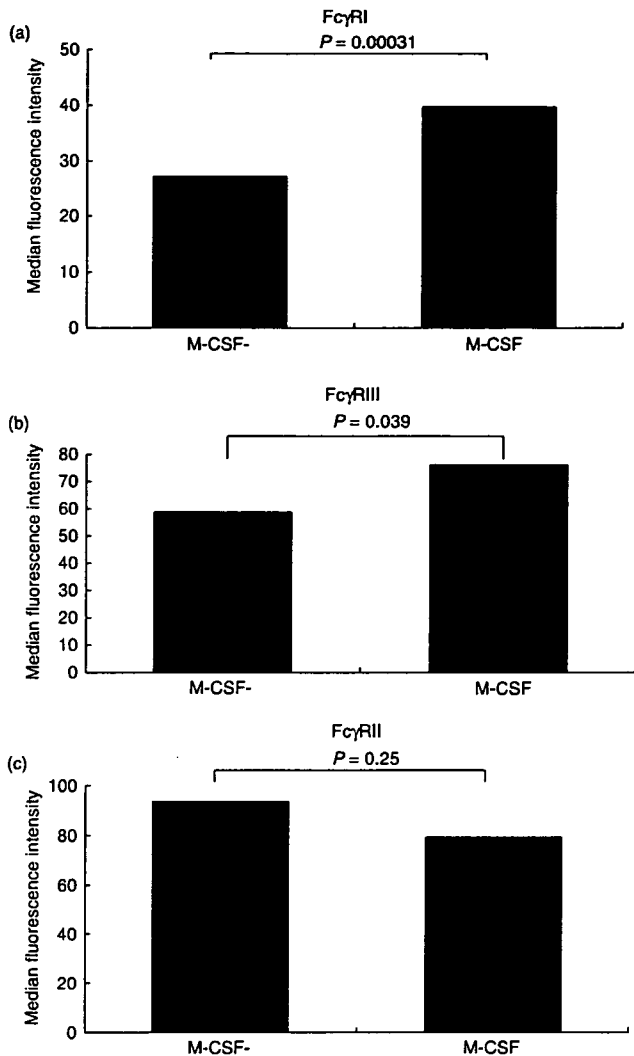 (a)
FcγRI
P = 0.00031
Median fluorescence intensity
50
40
30
20
10
0
M-CSF-
M-CSF
(b)
FcγRIII
P = 0.039
Median fluorescence intensity
80
70
60
50
40
30
20
10
0
M-CSF-
M-CSF
(c)
FcγRII
P = 0.25
Median fluorescence intensity
100
80
60
40
20
0
M-CSF-
M-CSF